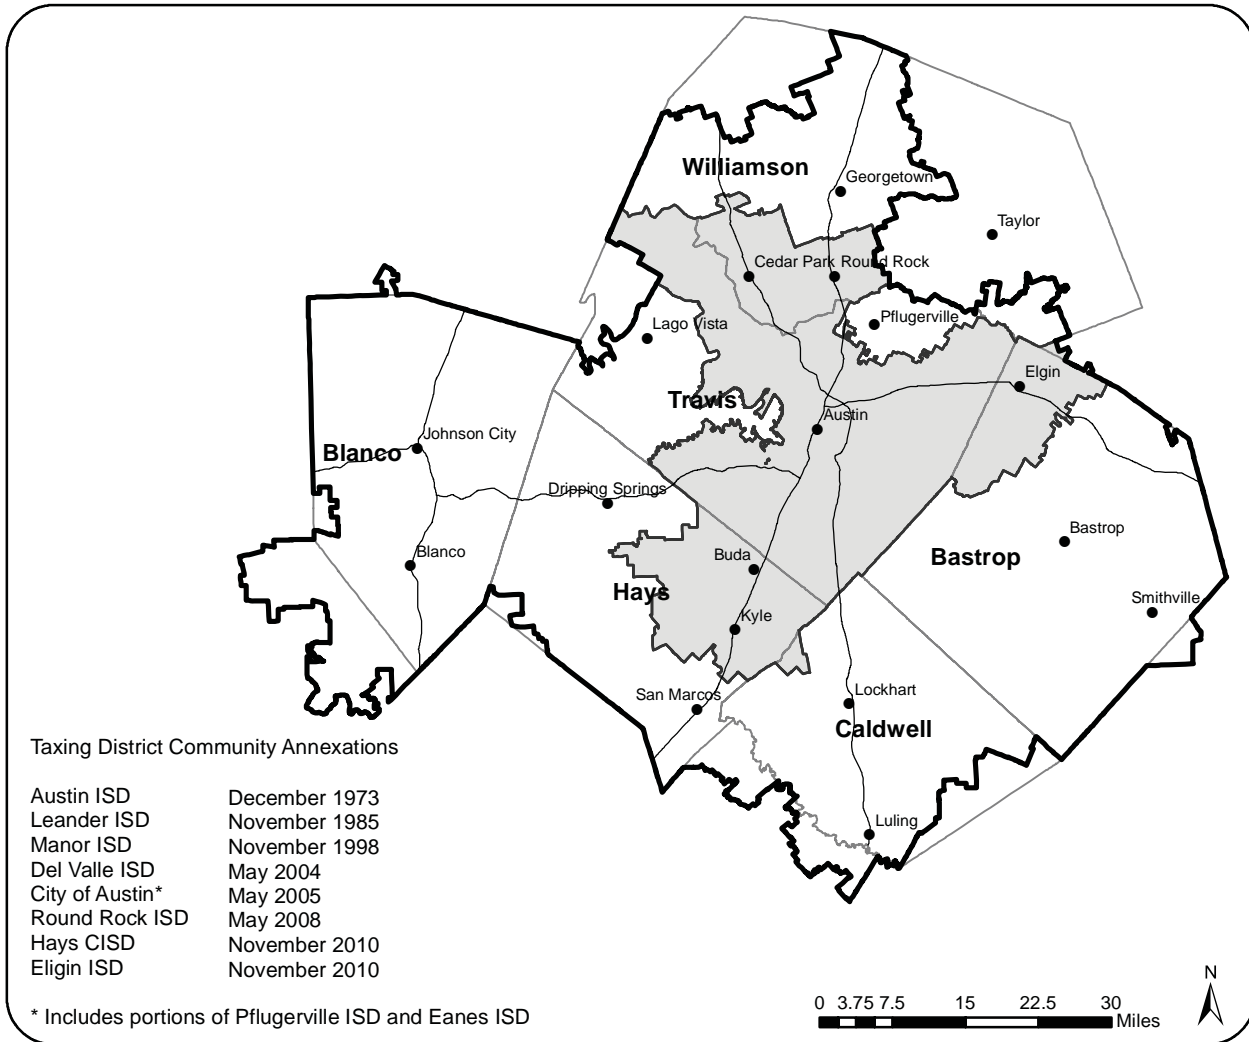 Williamson
Georgetown
Taylor
Cedar Park
Round Rock
Pflugerville
Lago Vista
Elgin
Travis
Austin
Johnson City
Blanco
Dripping Springs
Bastrop
Bastrop
Buda
Blanco
Hays
Smithville
Kyle
San Marcos
Lockhart
Caldwell
Luling
Taxing District Community Annexations
Austin ISD December 1973
Leander ISD November 1985
Manor ISD November 1998
Del Valle ISD May 2004
City of Austin* May 2005
Round Rock ISD May 2008
Hays CISD November 2010
Eligin ISD November 2010
* Includes portions of Pflugerville ISD and Eanes ISD
N
0 3.75 7.5 15 22.5 30
Miles